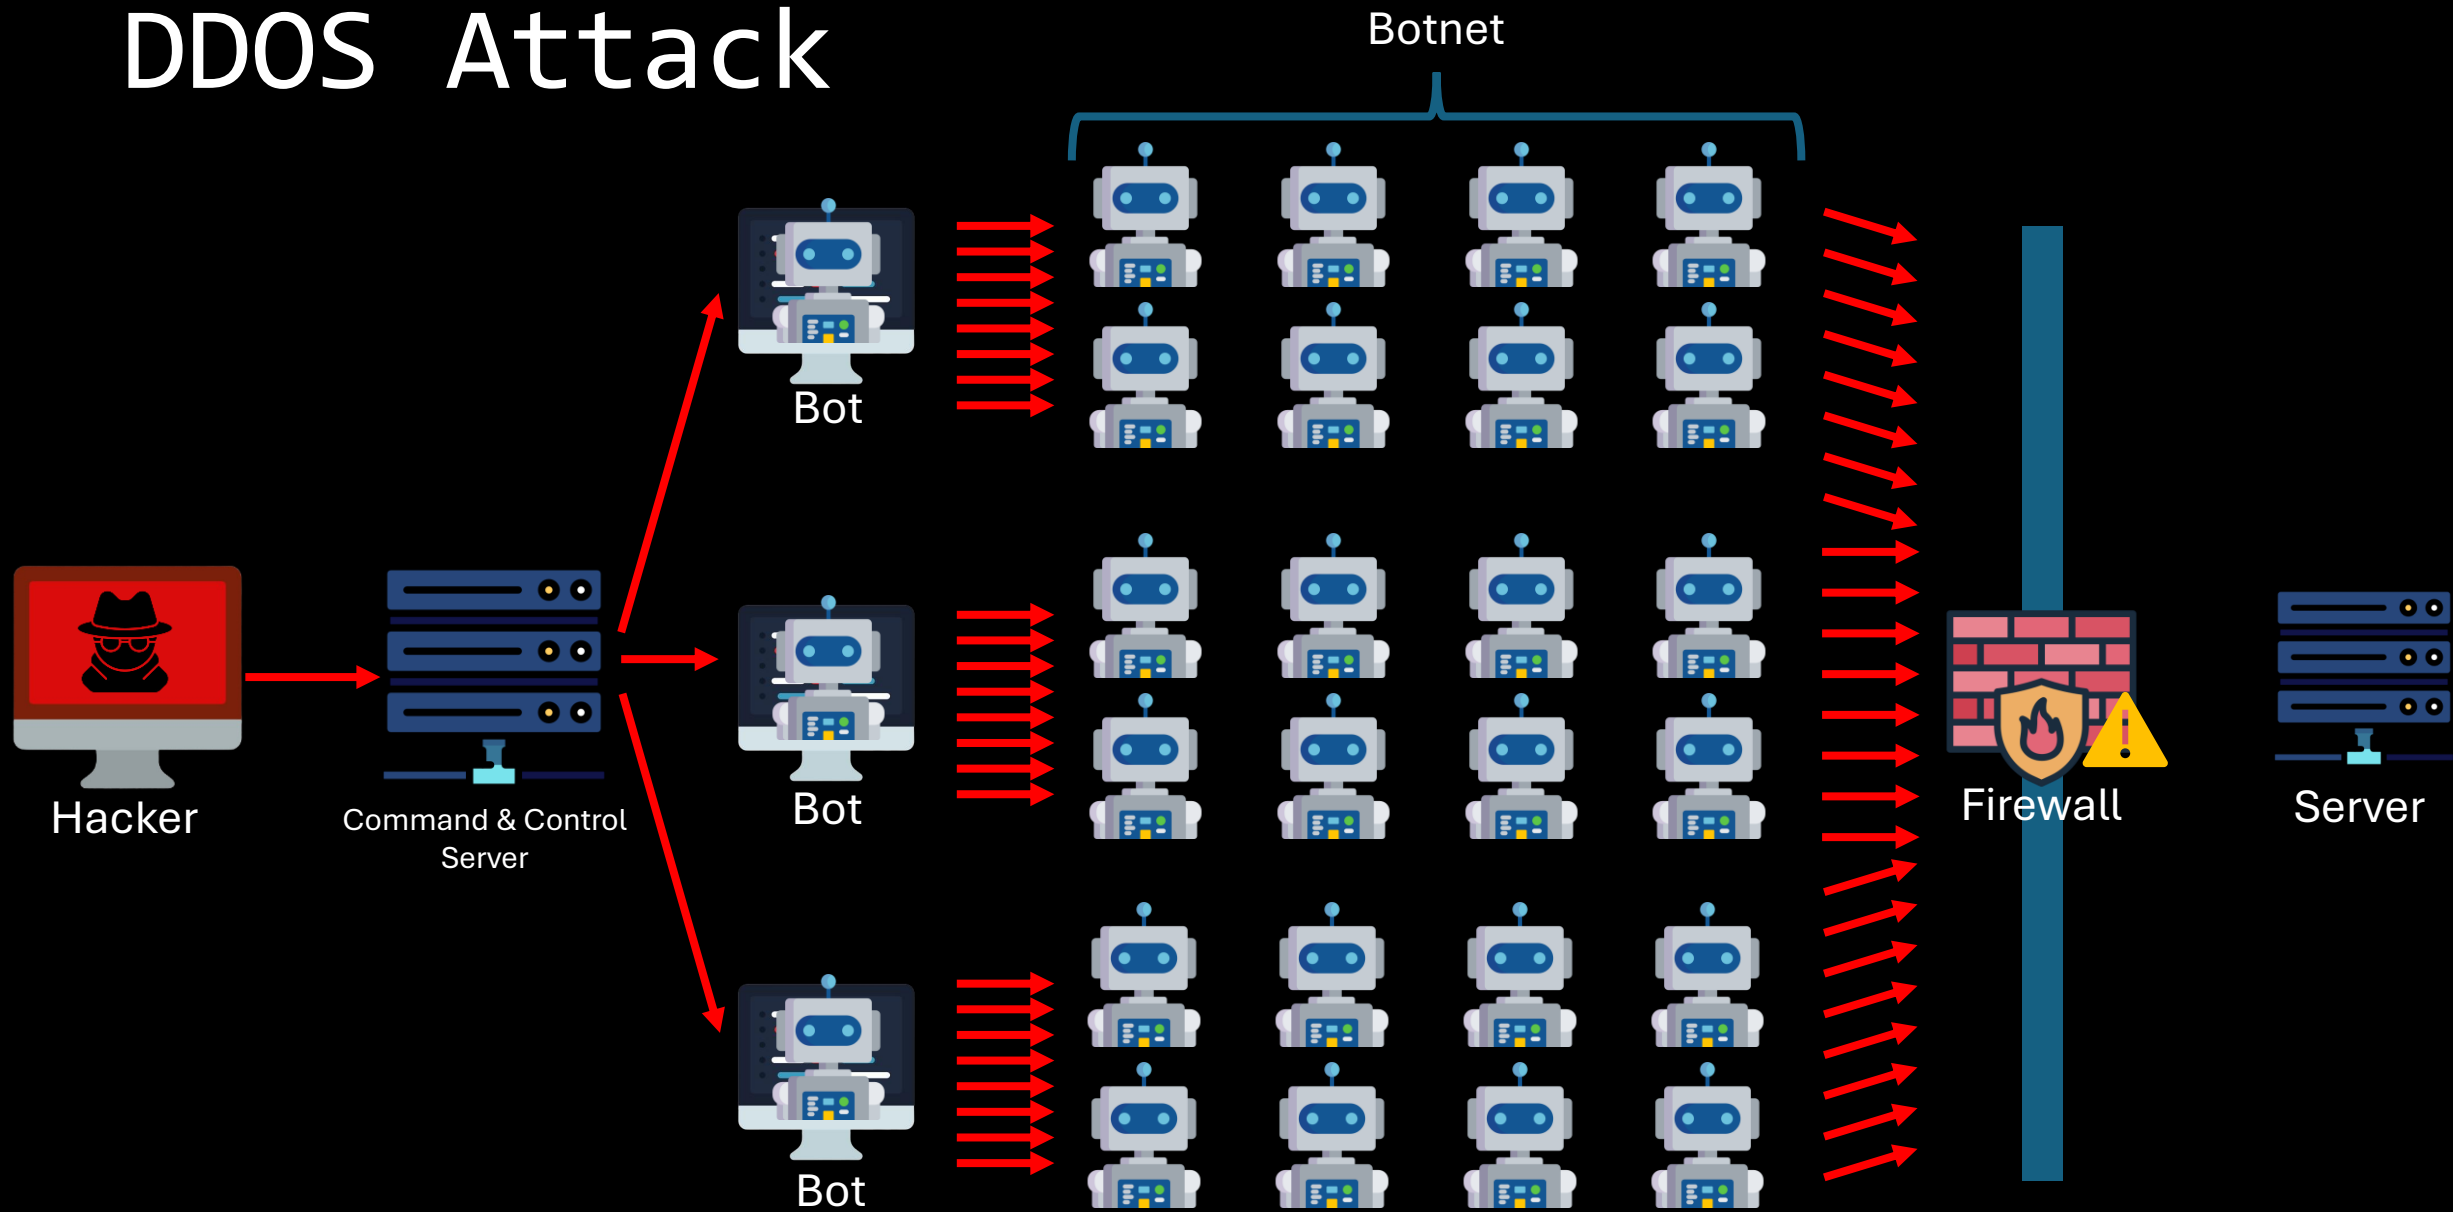 DDOS Attack
Botnet
Bot
Bot
Bot
Hacker
Command & Control
Server
Firewall
Server